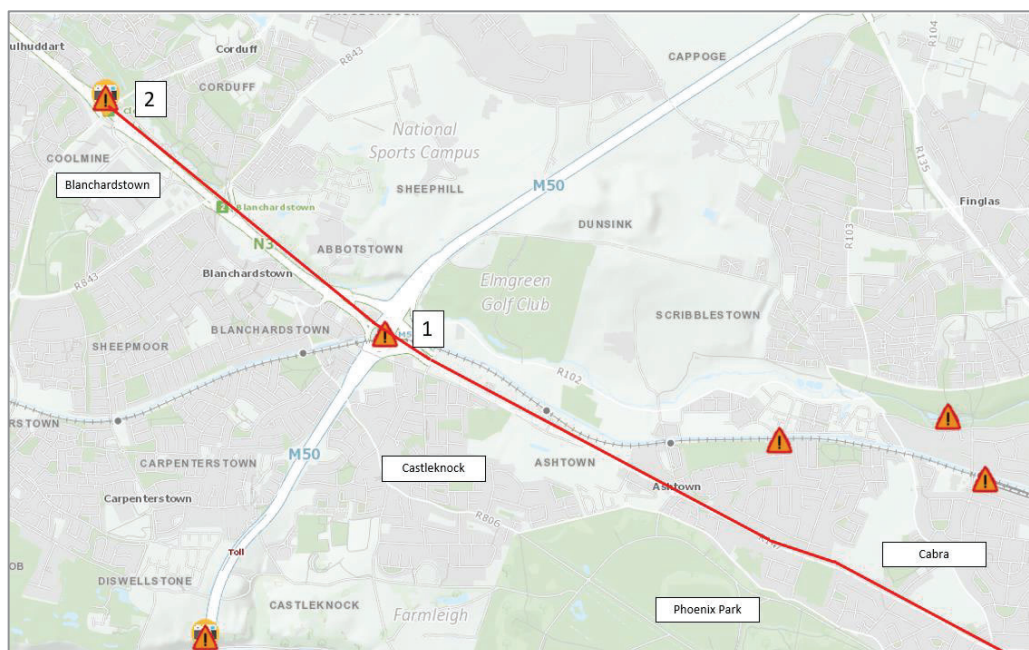 Corduff
R104
CAPPOGE
R843
2
CORDUFF
National
Sports Campus
R135
COOLMINE
Blanchardstown
SHEEPHILL
M50
2
Blanchardstown
Finglas
DUNSINK
R103
N3
ABBOTSTOWN
Blanchardstown
R843
Elmgreen
Golf Club
SCRIBBLESTOWN
1
BLANCHARDSTOWN
SHEEPMOOR
R102
M50
CARPENTERSTOWN
Castleknock
ASHTOWN
Ashtown
Carpenterstown
R806
Toll
Cabra
DISWELLSTONE
CASTLEKNOCK
Farmleigh
Phoenix Park